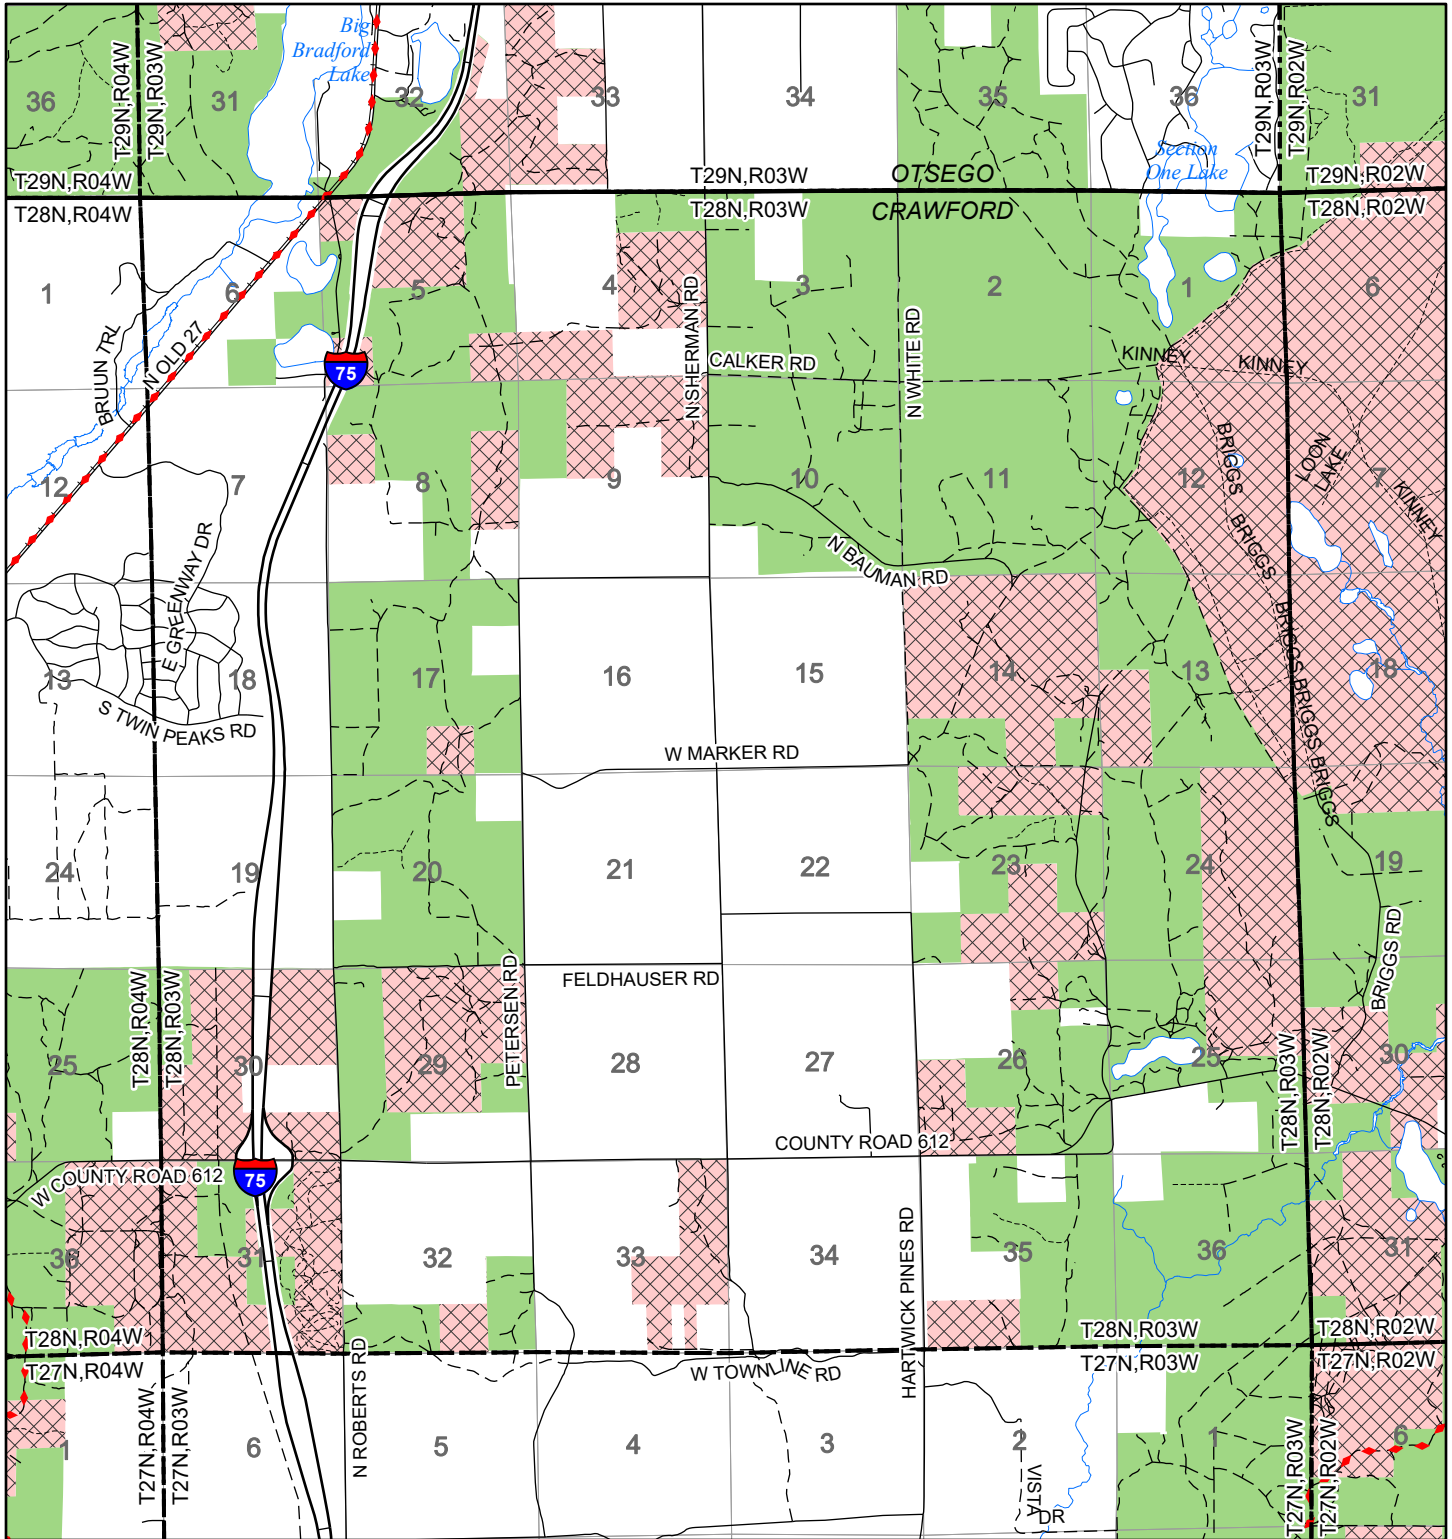 Big
Bradford
Lake
36
31
32
33
34
35
36
31
T29N,R04W
T29N,R03W
T29N,R03W
T29N,R02W
Section
One Lake
T29N,R04W
T29N,R03W
OTSEGO
T29N,R02W
T28N,R04W
T28N,R03W
CRAWFORD
T28N,R02W
1
6
5
4
3
2
1
6
BRUUN TRL
N OLD 27
75
N SHERMAN RD
CALKER RD
N WHITE RD
KINNEY
KINNEY
12
7
8
9
10
11
12
7
BRIGGS
LOON
LAKE
KINNEY
BRIGGS
N BAUMAN RD
E GREENWAY DR
BRIGGS
13
18
17
16
15
14
13
18
BRIGGS
S TWIN PEAKS RD
W MARKER RD
BRIGGS
BRIGGS
24
19
20
21
22
23
24
19
BRIGGS RD
PETERSEN RD
FELDHAUSER RD
T28N,R04W
T28N,R03W
25
30
29
28
27
26
25
30
T28N,R03W
T28N,R02W
COUNTY ROAD 612
W COUNTY ROAD 612
75
36
31
32
33
34
35
36
31
HARTWICK PINES RD
T28N,R04W
T28N,R03W
T28N,R02W
T27N,R04W
T27N,R03W
T27N,R02W
N ROBERTS RD
W TOWNLINE RD
T27N,R04W
T27N,R03W
1
6
5
4
3
2
1
6
T27N,R03W
T27N,R02W
VISTA
DR